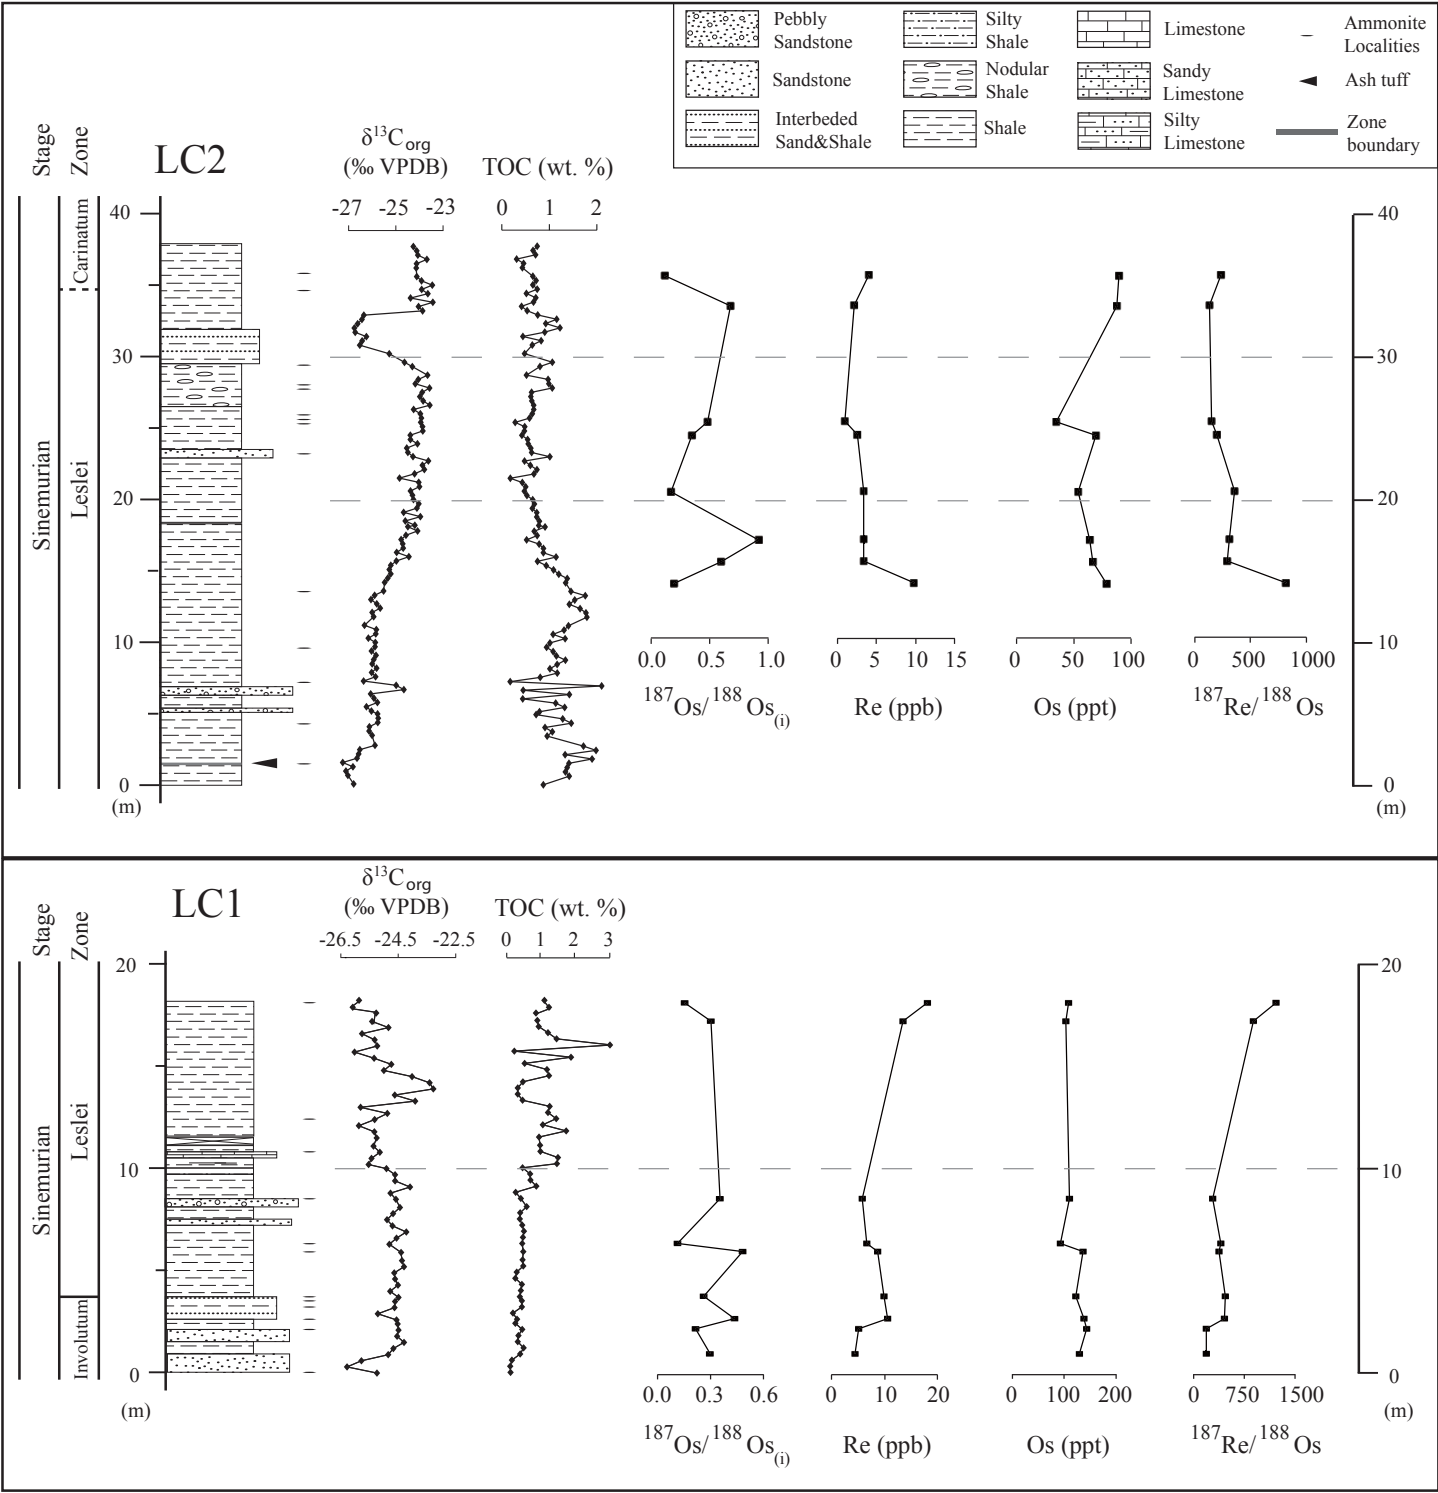 Pebbly
Sandstone
Sandstone
Interbeded
Sand&Shale
Silty
Shale
Nodular
Shale
Shale
Limestone
Sandy
Limestone
Silty
Limestone
Ammonite
Localities
Ash tuff
Zone
boundary
Stage
Zone
LC2
δ¹³Corg
(‰ VPDB)
TOC (wt. %)
-27 -25 -23
0 1 2
Sinemurian
Carinatum
Leslei
40
30
20
10
0
(m)
40
30
20
10
0
(m)
0.0 0.5 1.0
¹⁸⁷Os/¹⁸⁸Os(i)
0 5 10 15
Re (ppb)
0 50 100
Os (ppt)
0 500 1000
¹⁸⁷Re/¹⁸⁸Os
Stage
Zone
LC1
δ¹³Corg
(‰ VPDB)
TOC (wt. %)
-26.5 -24.5 -22.5
0 1 2 3
Sinemurian
Leslei
Involutum
20
10
0
(m)
20
10
0
(m)
0.0 0.3 0.6
¹⁸⁷Os/¹⁸⁸Os(i)
0 10 20
Re (ppb)
0 100 200
Os (ppt)
0 750 1500
¹⁸⁷Re/¹⁸⁸Os